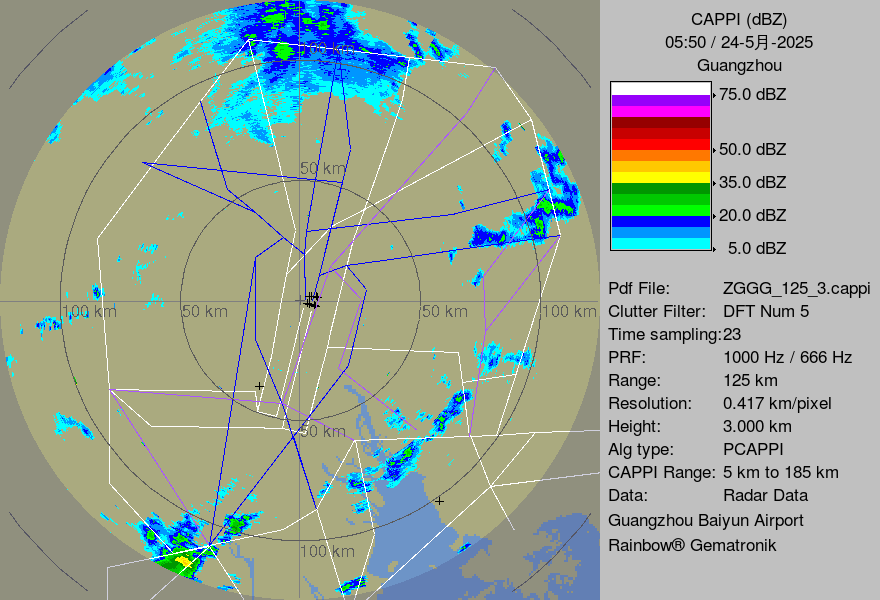 CAPPI (dBZ)
05:50 / 24-5月-2025
Guangzhou
75.0 dBZ
50.0 dBZ
35.0 dBZ
20.0 dBZ
5.0 dBZ
Pdf File: ZGGG_125_3.cappi
Clutter Filter: DFT Num 5
Time sampling:23
PRF: 1000 Hz / 666 Hz
Range: 125 km
Resolution: 0.417 km/pixel
Height: 3.000 km
Alg type: PCAPPI
CAPPI Range: 5 km to 185 km
Data: Radar Data
Guangzhou Baiyun Airport
Rainbow® Gematronik
50 km
100 km
50 km
50 km
100 km
50 km
100 km